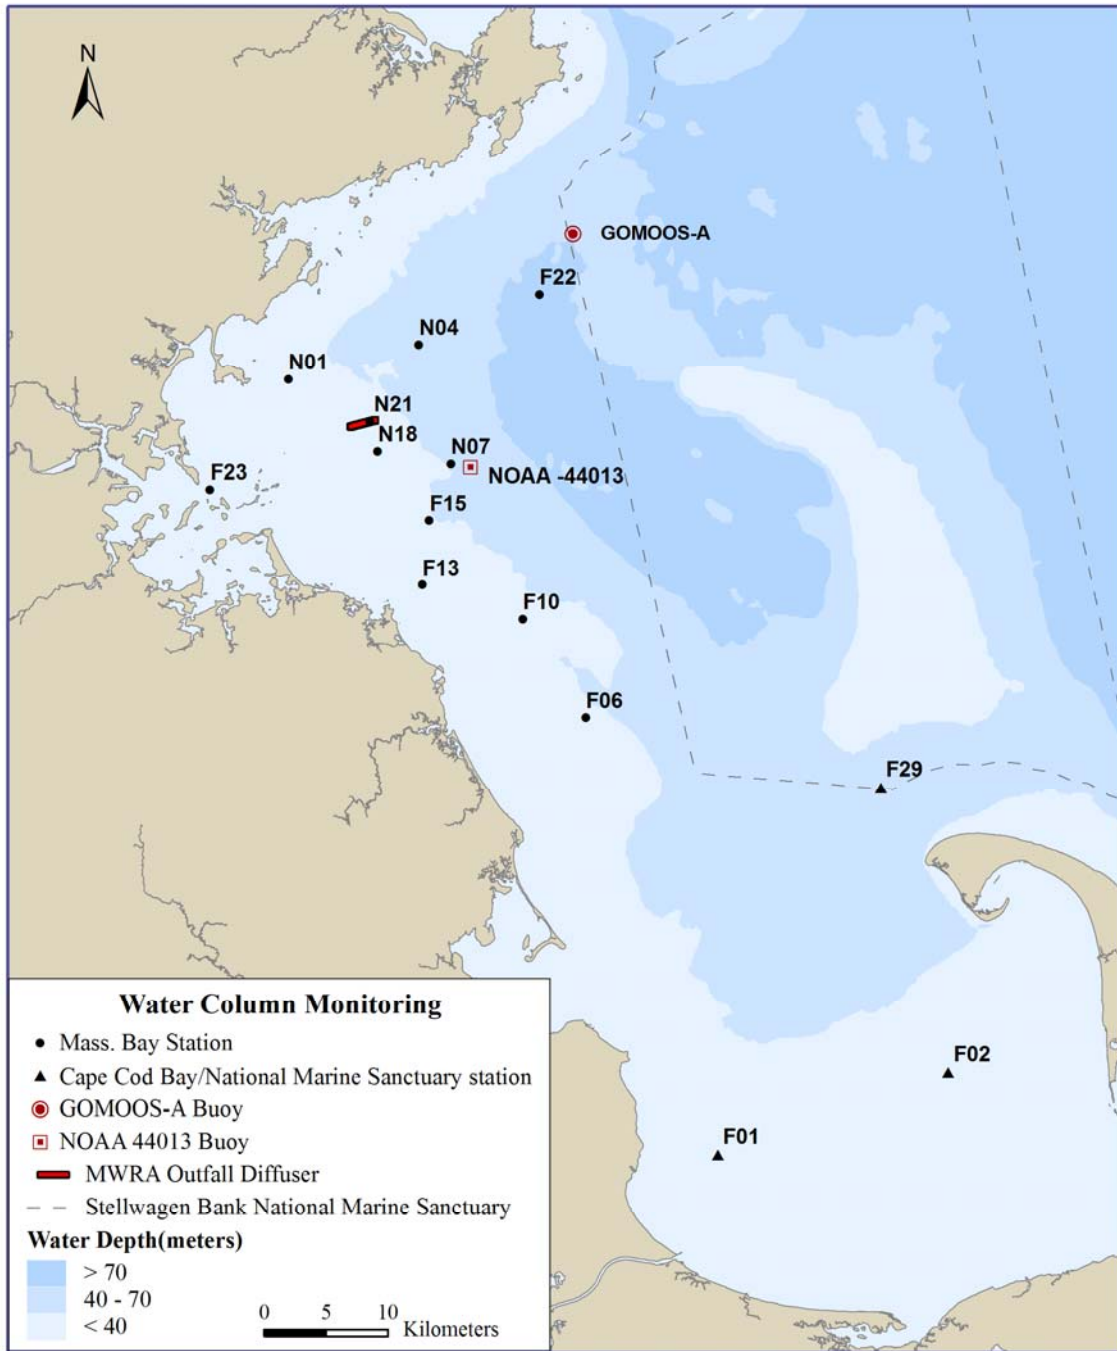 N
GOMOOS-A
F22
N04
N01
N21
N18
N07
NOAA -44013
F23
F15
F13
F10
F06
F29
F02
F01
Water Column Monitoring
Mass. Bay Station
Cape Cod Bay/National Marine Sanctuary station
GOMOOS-A Buoy
NOAA 44013 Buoy
MWRA Outfall Diffuser
Stellwagen Bank National Marine Sanctuary
Water Depth(meters)
> 70
40 - 70
< 40
0 5 10
Kilometers